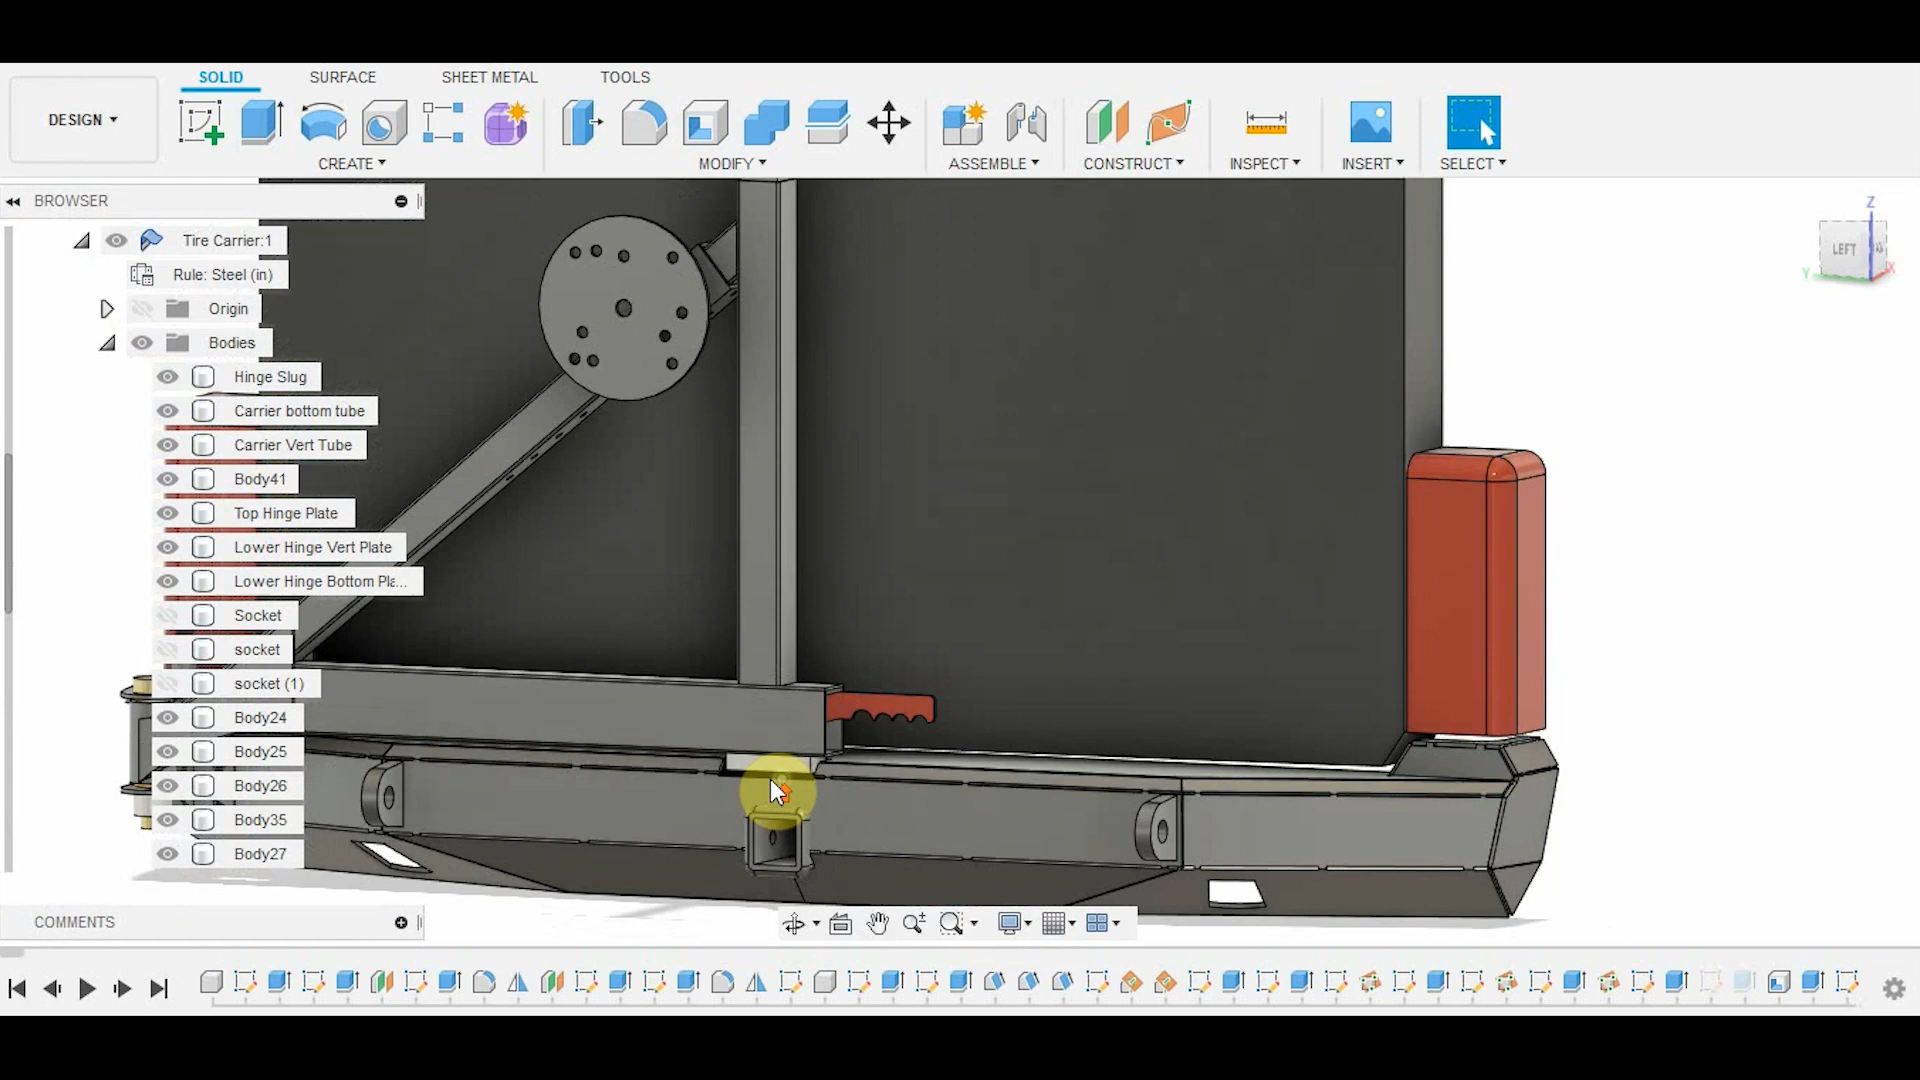 SOLID SURFACE SHEET METAL TOOLS
DESIGN
CREATE MODIFY ASSEMBLE CONSTRUCT INSPECT INSERT SELECT
BROWSER
Tire Carrier:1
Rule: Steel (in)
Origin
Bodies
Hinge Slug
Carrier bottom tube
Carrier Vert Tube
Body41
Top Hinge Plate
Lower Hinge Vert Plate
Lower Hinge Bottom Pla...
Socket
socket
socket (1)
Body24
Body25
Body26
Body35
Body27
COMMENTS
Z
LEFT
Y
X